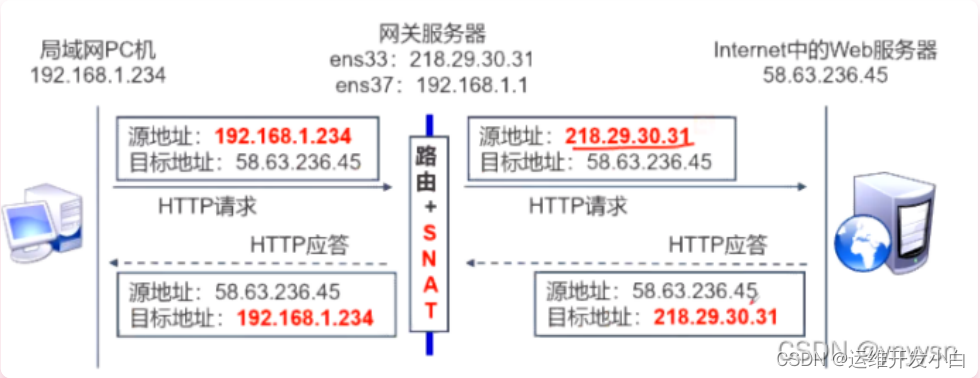 局域网PC机
192.168.1.234
网关服务器
ens33：218.29.30.31
ens37：192.168.1.1
Internet中的Web服务器
58.63.236.45
源地址：192.168.1.234
目标地址：58.63.236.45
HTTP请求
路由+SNAT
源地址：218.29.30.31
目标地址：58.63.236.45
HTTP请求
HTTP应答
源地址：58.63.236.45
目标地址：192.168.1.234
HTTP应答
源地址：58.63.236.45
目标地址：218.29.30.31
CSDN
CSDN @运维开发小白